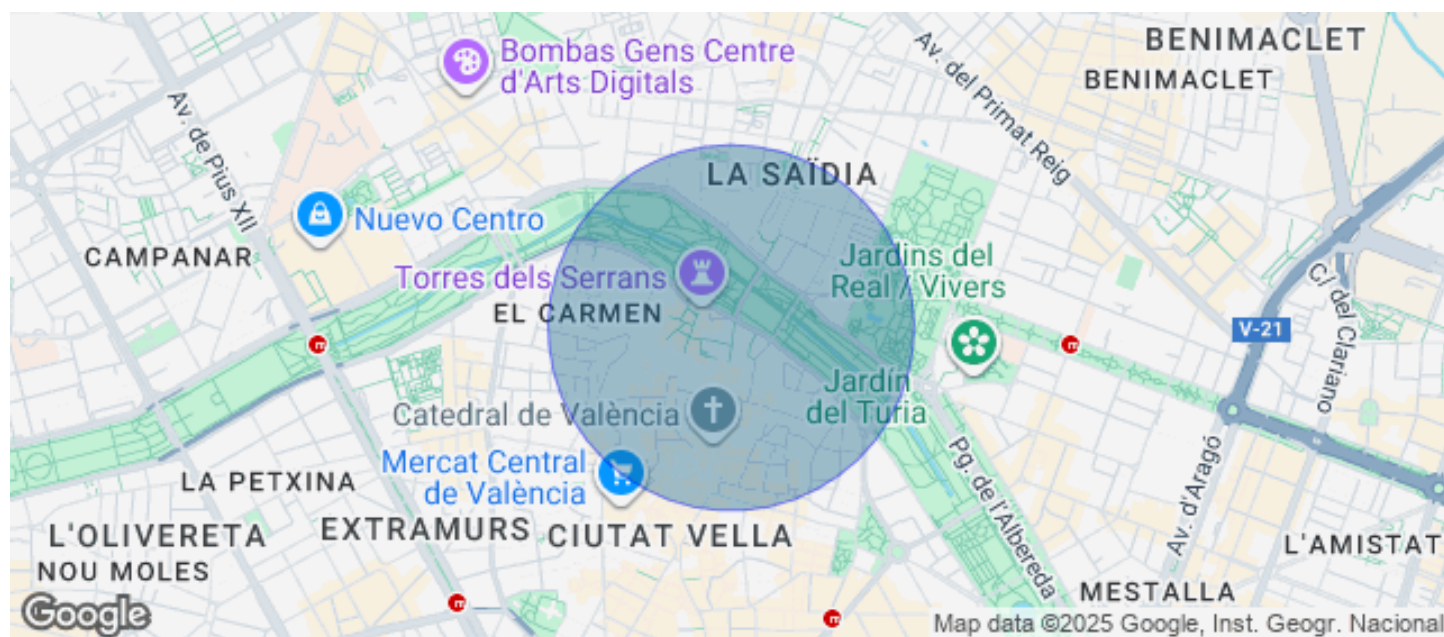 BENIMACLET
BENIMACLET
Bombas Gens Centre
d'Arts Digitals
Av. del Primat Reig
Av. de Pius XII
LA SAÏDIA
Nuevo Centro
CAMPANAR
Torres dels Serrans
Jardins del
Real / Vivers
EL CARMEN
C/ del Clariano
V-21
Catedral de València
Jardín
del Turia
Mercat Central
de València
LA PETXINA
Pg. de l'Albereda
Av. d'Aragó
L'OLIVERETA
EXTRAMURS
CIUTAT VELLA
L'AMISTAT
NOU MOLES
MESTALLA
Google
Map data ©2025 Google, Inst. Geogr. Nacional